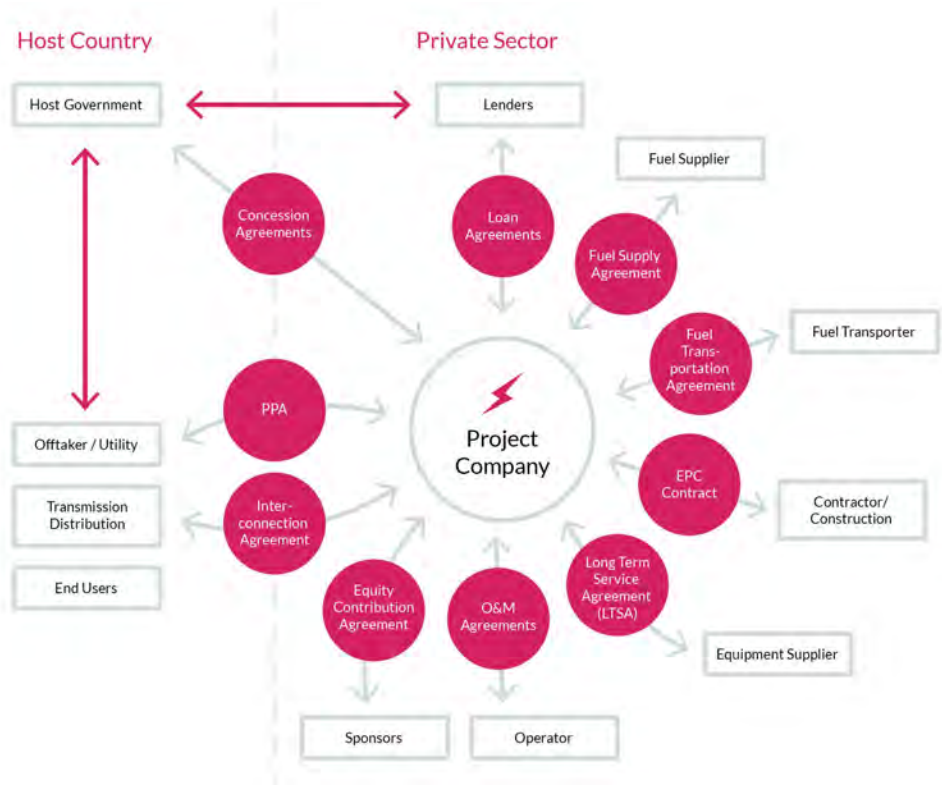 Host Country
Private Sector
Host Government
Lenders
Fuel Supplier
Concession
Agreements
Loan
Agreements
Fuel Supply
Agreement
Fuel
Trans-
portation
Agreement
Fuel Transporter
PPA
Project
Company
Offtaker / Utility
Transmission
Distribution
End Users
Inter-
connection
Agreement
EPC
Contract
Contractor/
Construction
Equity
Contribution
Agreement
O&M
Agreements
Long Term
Service
Agreement
(LTSA)
Equipment Supplier
Sponsors
Operator